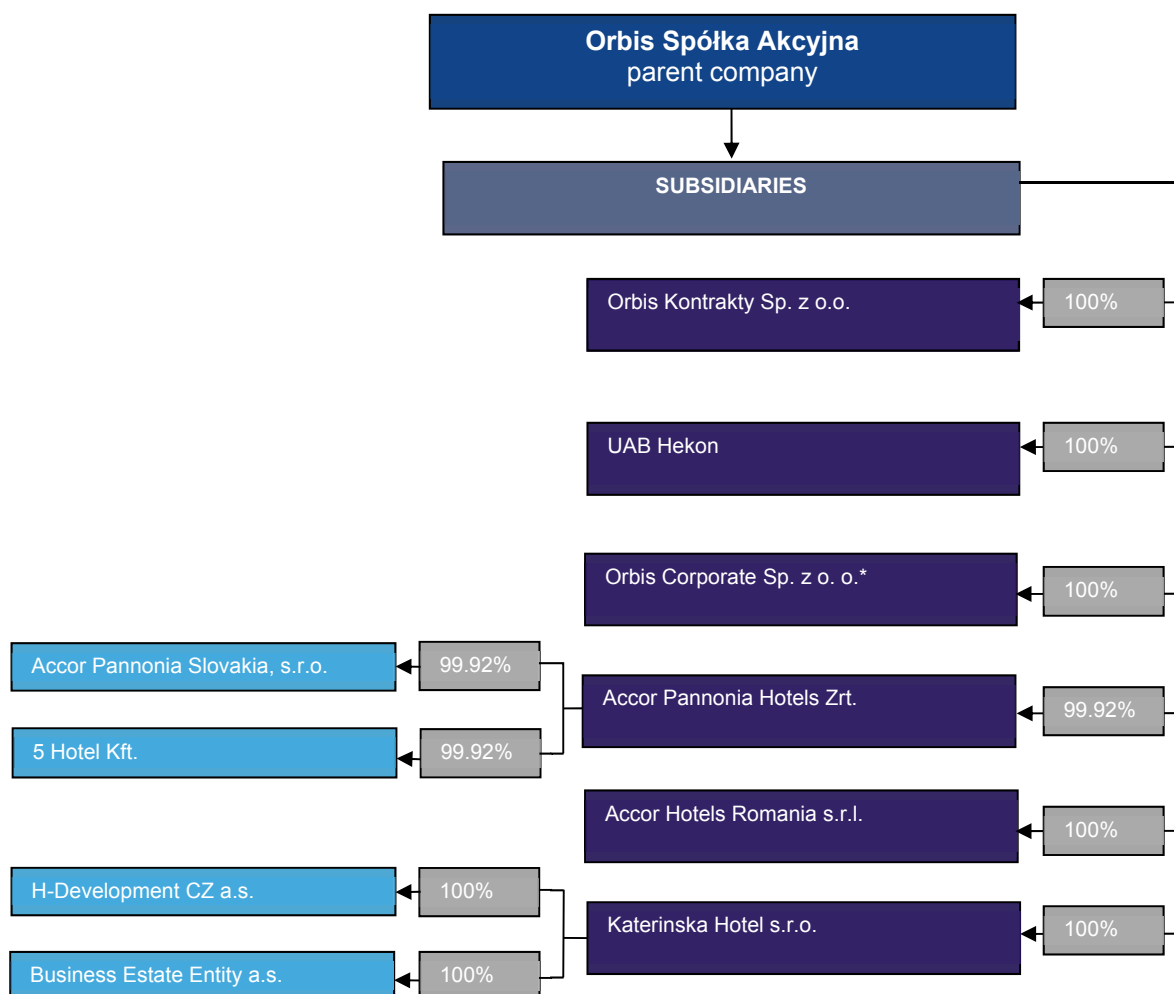 Orbis Spółka Akcyjna
parent company
SUBSIDIARIES
Orbis Kontrakty Sp. z o.o.
100%
UAB Hekon
100%
Orbis Corporate Sp. z o. o.*
100%
Accor Pannonia Slovakia, s.r.o.
99.92%
Accor Pannonia Hotels Zrt.
99.92%
5 Hotel Kft.
99.92%
Accor Hotels Romania s.r.l.
100%
H-Development CZ a.s.
100%
Katerinska Hotel s.r.o.
100%
Business Estate Entity a.s.
100%